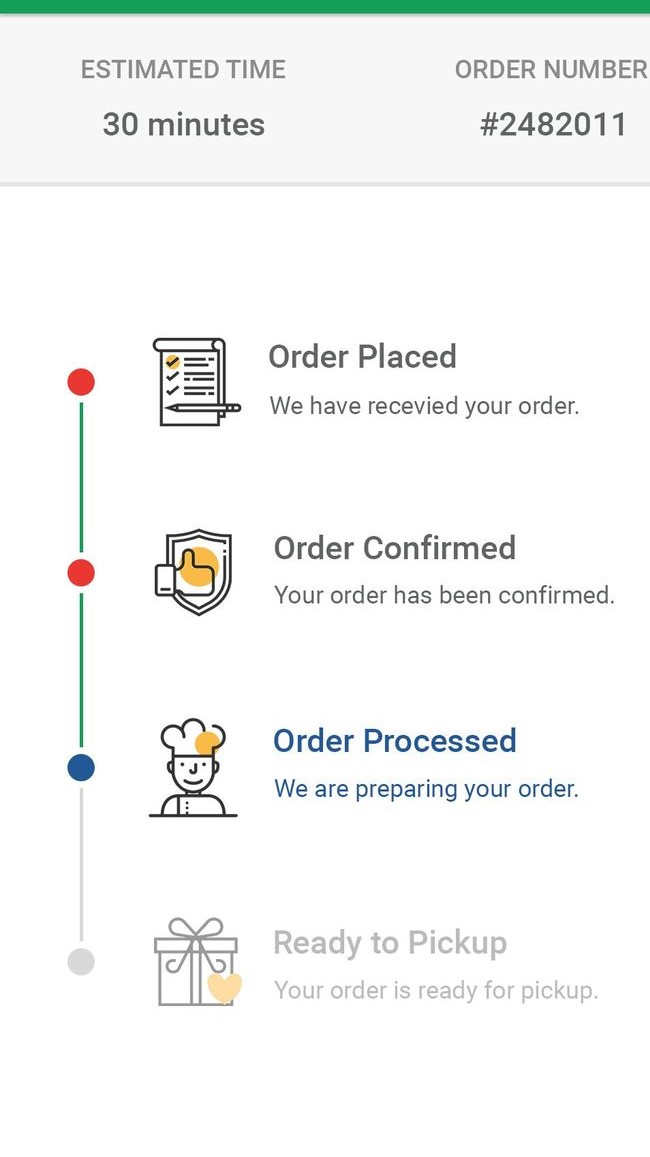 ESTIMATED TIME
ORDER NUMBER
30 minutes
#2482011
Order Placed
We have recevied your order.
Order Confirmed
Your order has been confirmed.
Order Processed
We are preparing your order.
Ready to Pickup
Your order is ready for pickup.